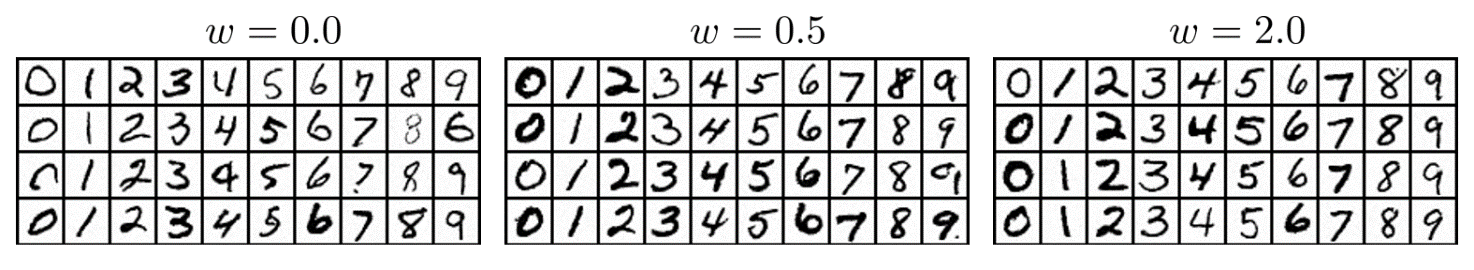 w = 0.0
0 1 2 3 4 5 6 7 8 9
0 1 2 3 4 5 6 7 8 6
1 2 3 4 5 6 8 9
0 1 2 3 4 5 6 7 8 9
w = 0.5
0 1 2 3 4 5 6 7 8 9
0 1 2 3 4 5 6 7 8 9
0 1 2 3 4 5 6 7 8
0 1 2 3 4 5 6 7 8 9.
w = 2.0
0 1 2 3 4 5 6 7 8 9
0 1 2 3 4 5 6 7 8 9
0 1 2 3 4 5 6 7 8 9
0 1 2 3 4 5 6 7 8 9